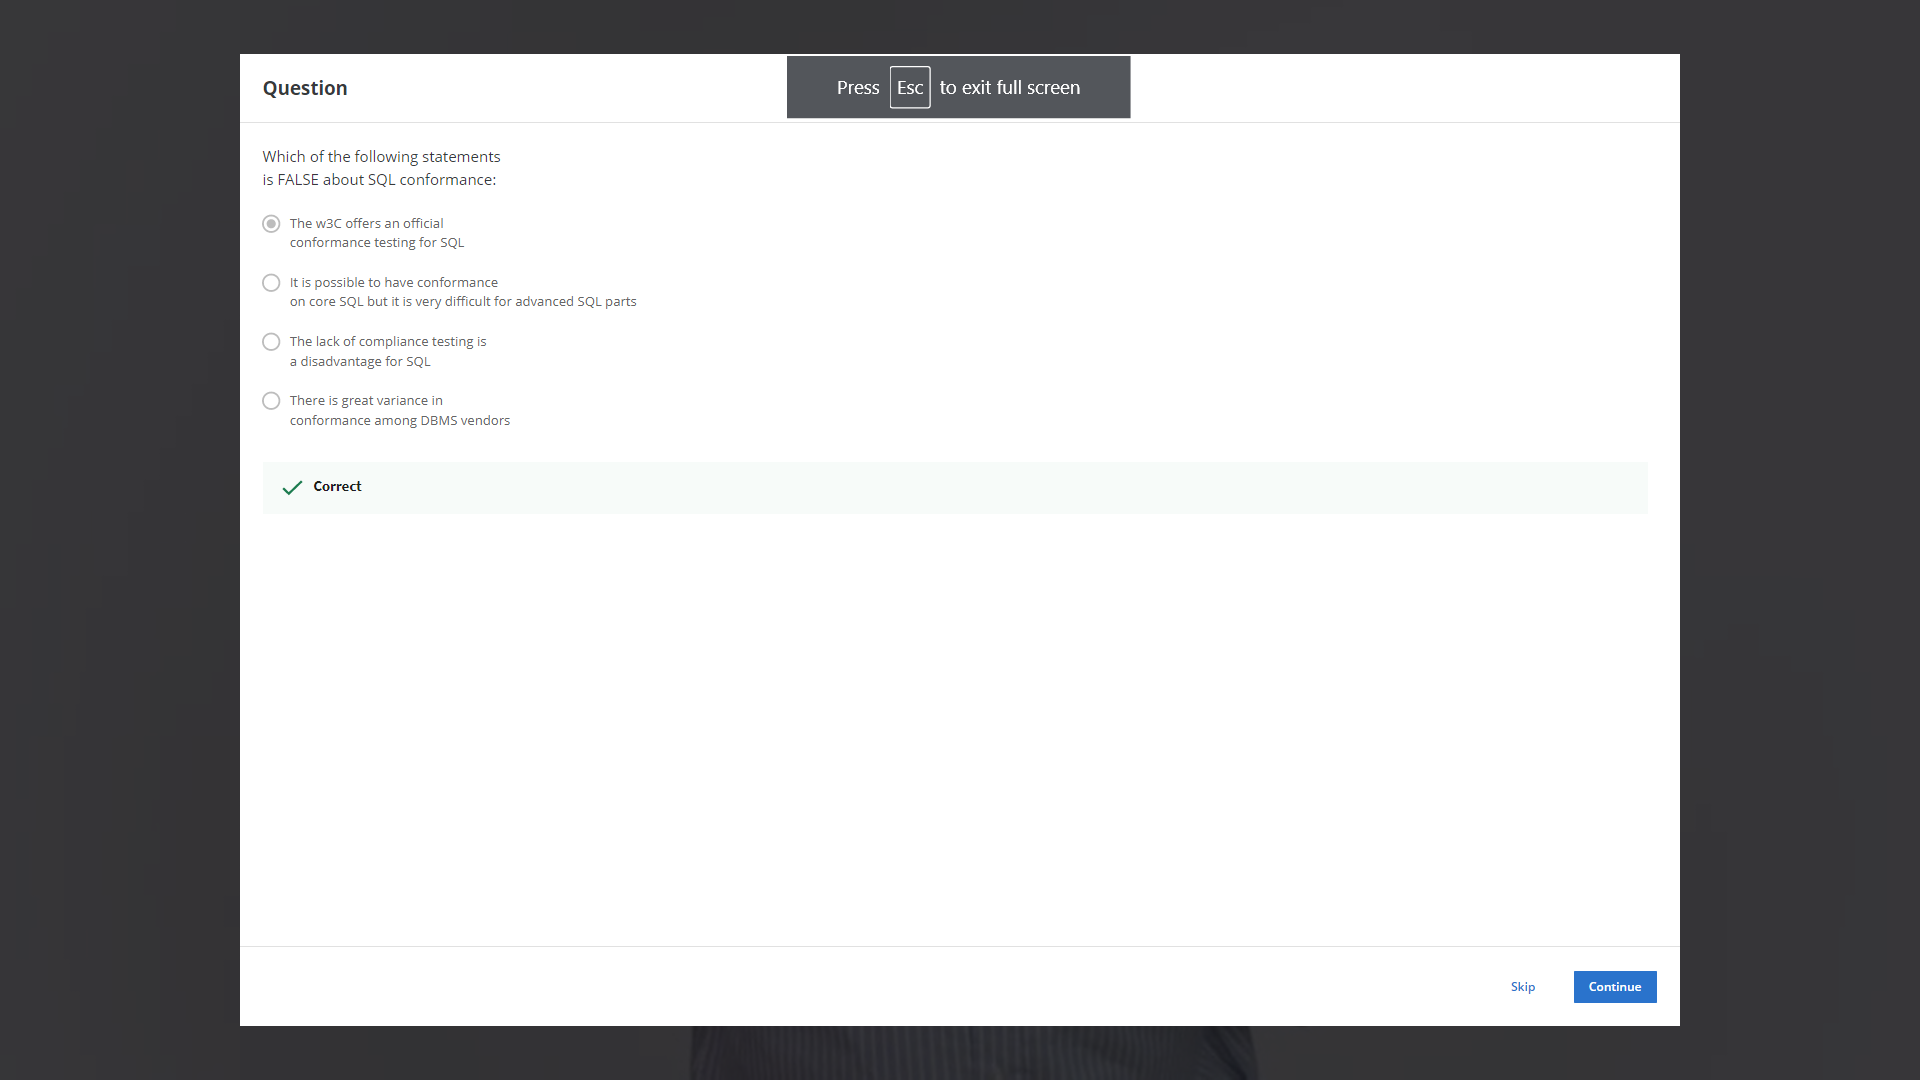 Question
Press Esc to exit full screen
Which of the following statements
is FALSE about SQL conformance:
The w3C offers an official
conformance testing for SQL
It is possible to have conformance
on core SQL but it is very difficult for advanced SQL parts
The lack of compliance testing is
a disadvantage for SQL
There is great variance in
conformance among DBMS vendors
Correct
Skip
Continue